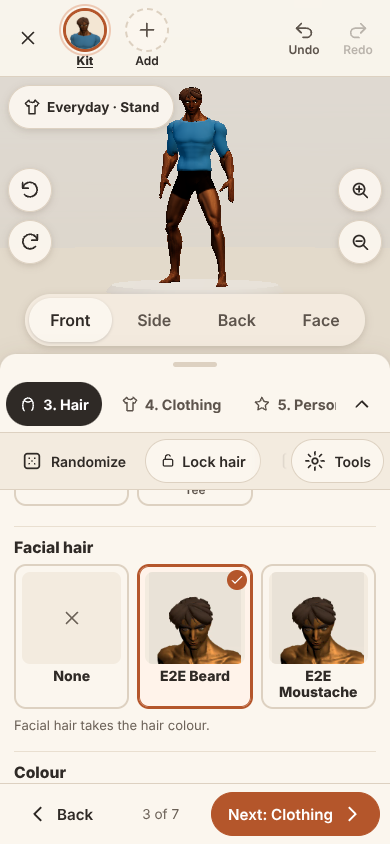 Kit
Add
Undo
Redo
Everyday · Stand
Front
Side
Back
Face
3. Hair
4. Clothing
5. Perso
Randomize
Lock hair
Tools
Tee
Facial hair
None
E2E Beard
E2E
Moustache
Facial hair takes the hair colour.
Colour
Back
3 of 7
Next: Clothing